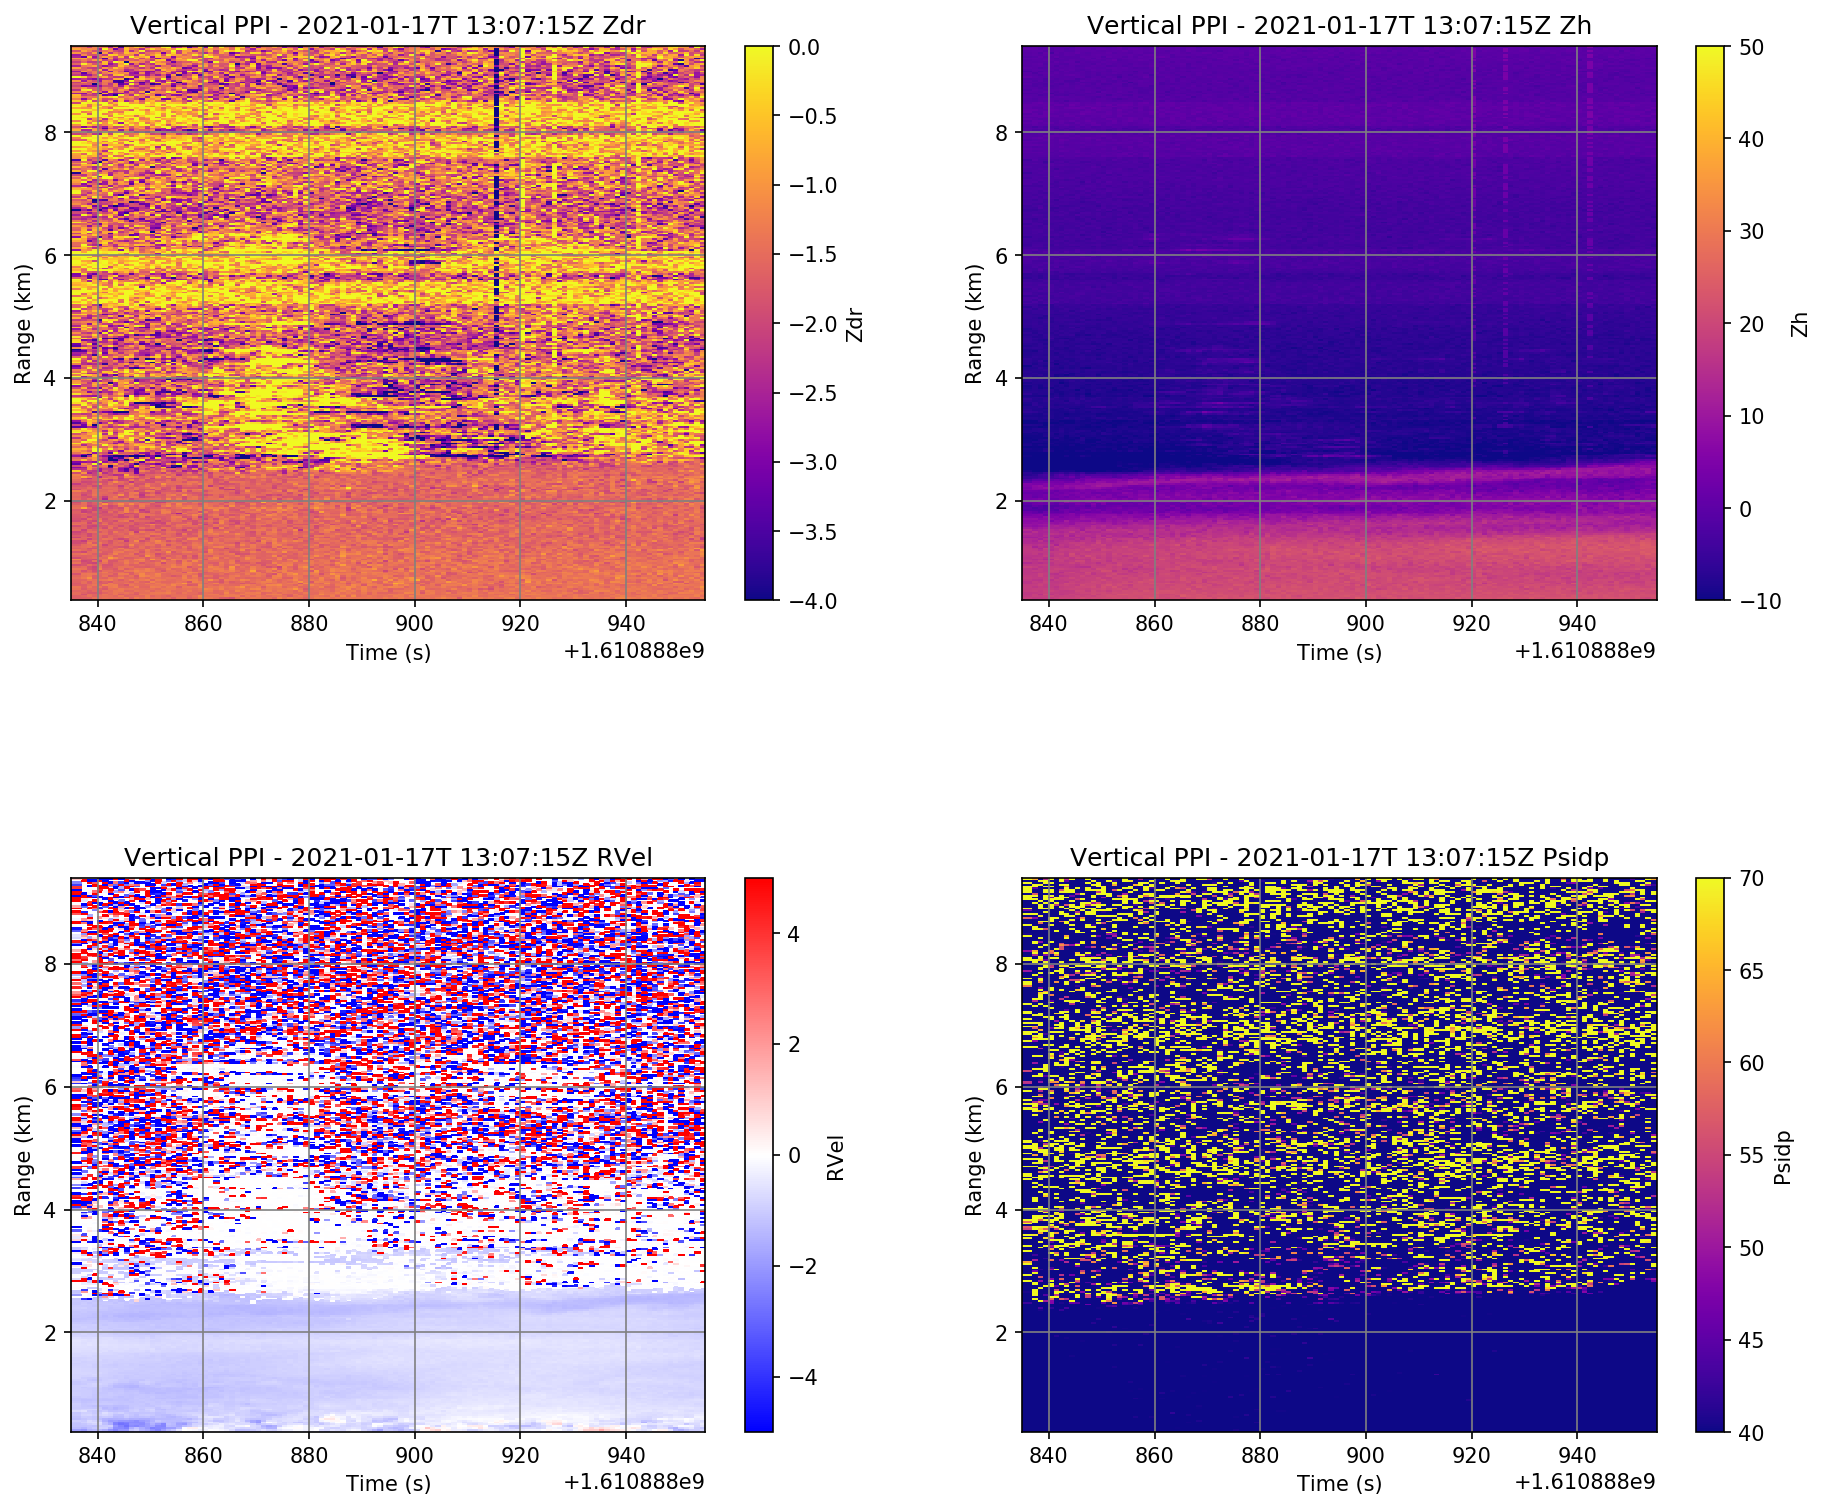 Vertical PPI - 2021-01-17T 13:07:15Z Zdr
Range (km)
8
6
4
2
840 860 880 900 920 940
Time (s)
+1.610888e9
0.0
−0.5
−1.0
−1.5
−2.0
−2.5
−3.0
−3.5
−4.0
Zdr
Vertical PPI - 2021-01-17T 13:07:15Z Zh
Range (km)
8
6
4
2
840 860 880 900 920 940
Time (s)
+1.610888e9
50
40
30
20
10
0
−10
Zh
Vertical PPI - 2021-01-17T 13:07:15Z RVel
Range (km)
8
6
4
2
840 860 880 900 920 940
Time (s)
+1.610888e9
4
2
0
−2
−4
RVel
Vertical PPI - 2021-01-17T 13:07:15Z Psidp
Range (km)
8
6
4
2
840 860 880 900 920 940
Time (s)
+1.610888e9
70
65
60
55
50
45
40
Psidp